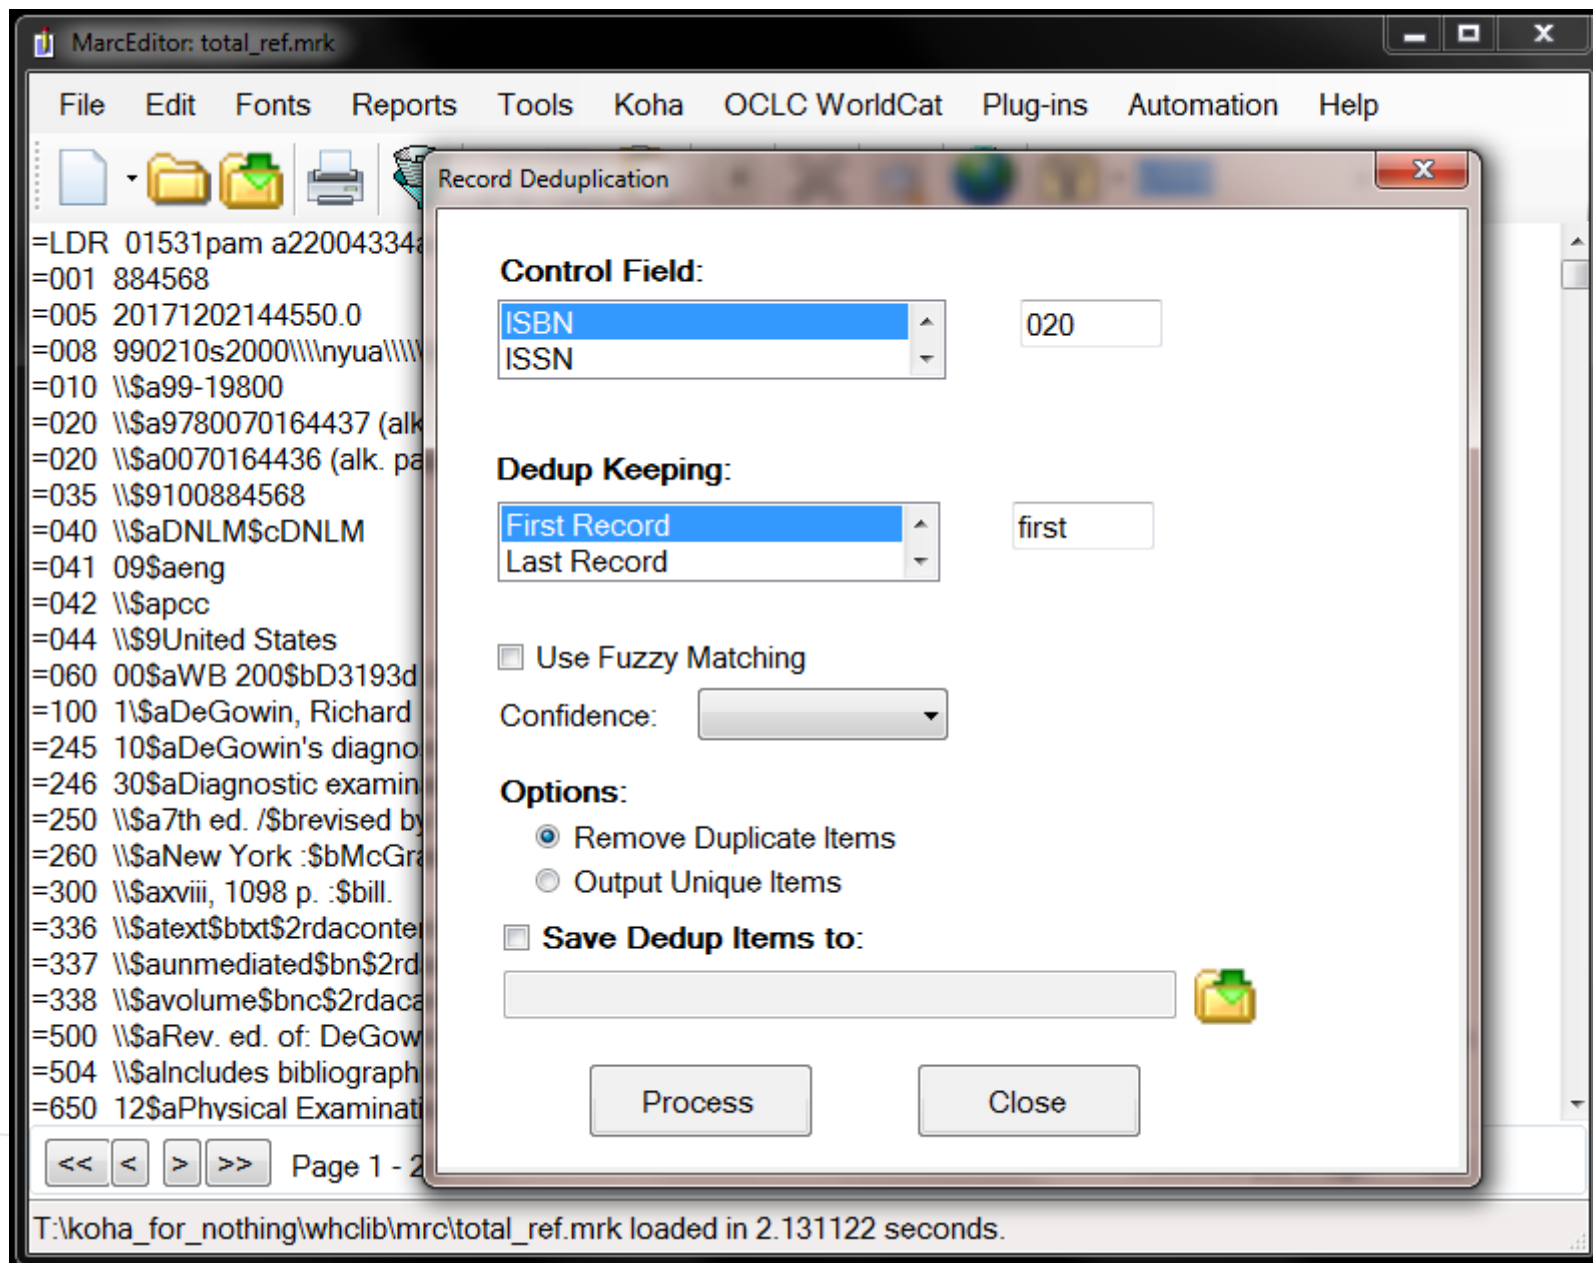 MarcEditor: total_ref.mrk
File Edit Fonts Reports Tools Koha OCLC WorldCat Plug-ins Automation Help
=LDR 01531pam a22004334
=001 884568
=005 20171202144550.0
=008 990210s2000\\\\nyua\\\\\
=010 \\$a99-19800
=020 \\$a9780070164437 (alk
=020 \\$a0070164436 (alk. pa
=035 \\$9100884568
=040 \\$aDNLM$cDNLM
=041 09$aeng
=042 \\$apcc
=044 \\$9United States
=060 00$aWB 200$bD3193d
=100 1\$aDeGowin, Richard
=245 10$aDeGowin's diagno
=246 30$aDiagnostic examin
=250 \\$a7th ed. /$brevised by
=260 \\$aNew York :$bMcGra
=300 \\$axviii, 1098 p. :$bill.
=336 \\$atext$btxt$2rdaconte
=337 \\$aunmediated$bn$2rd
=338 \\$avolume$bnc$2rdaca
=500 \\$aRev. ed. of: DeGow
=504 \\$aIncludes bibliograph
=650 12$aPhysical Examinati
<< < > >> Page 1 - 2
T:\koha_for_nothing\whclib\mrc\total_ref.mrk loaded in 2.131122 seconds.
Record Deduplication
Control Field:
ISBN 020
ISSN
Dedup Keeping:
First Record first
Last Record
Use Fuzzy Matching
Confidence:
Options:
Remove Duplicate Items
Output Unique Items
Save Dedup Items to:
Process Close